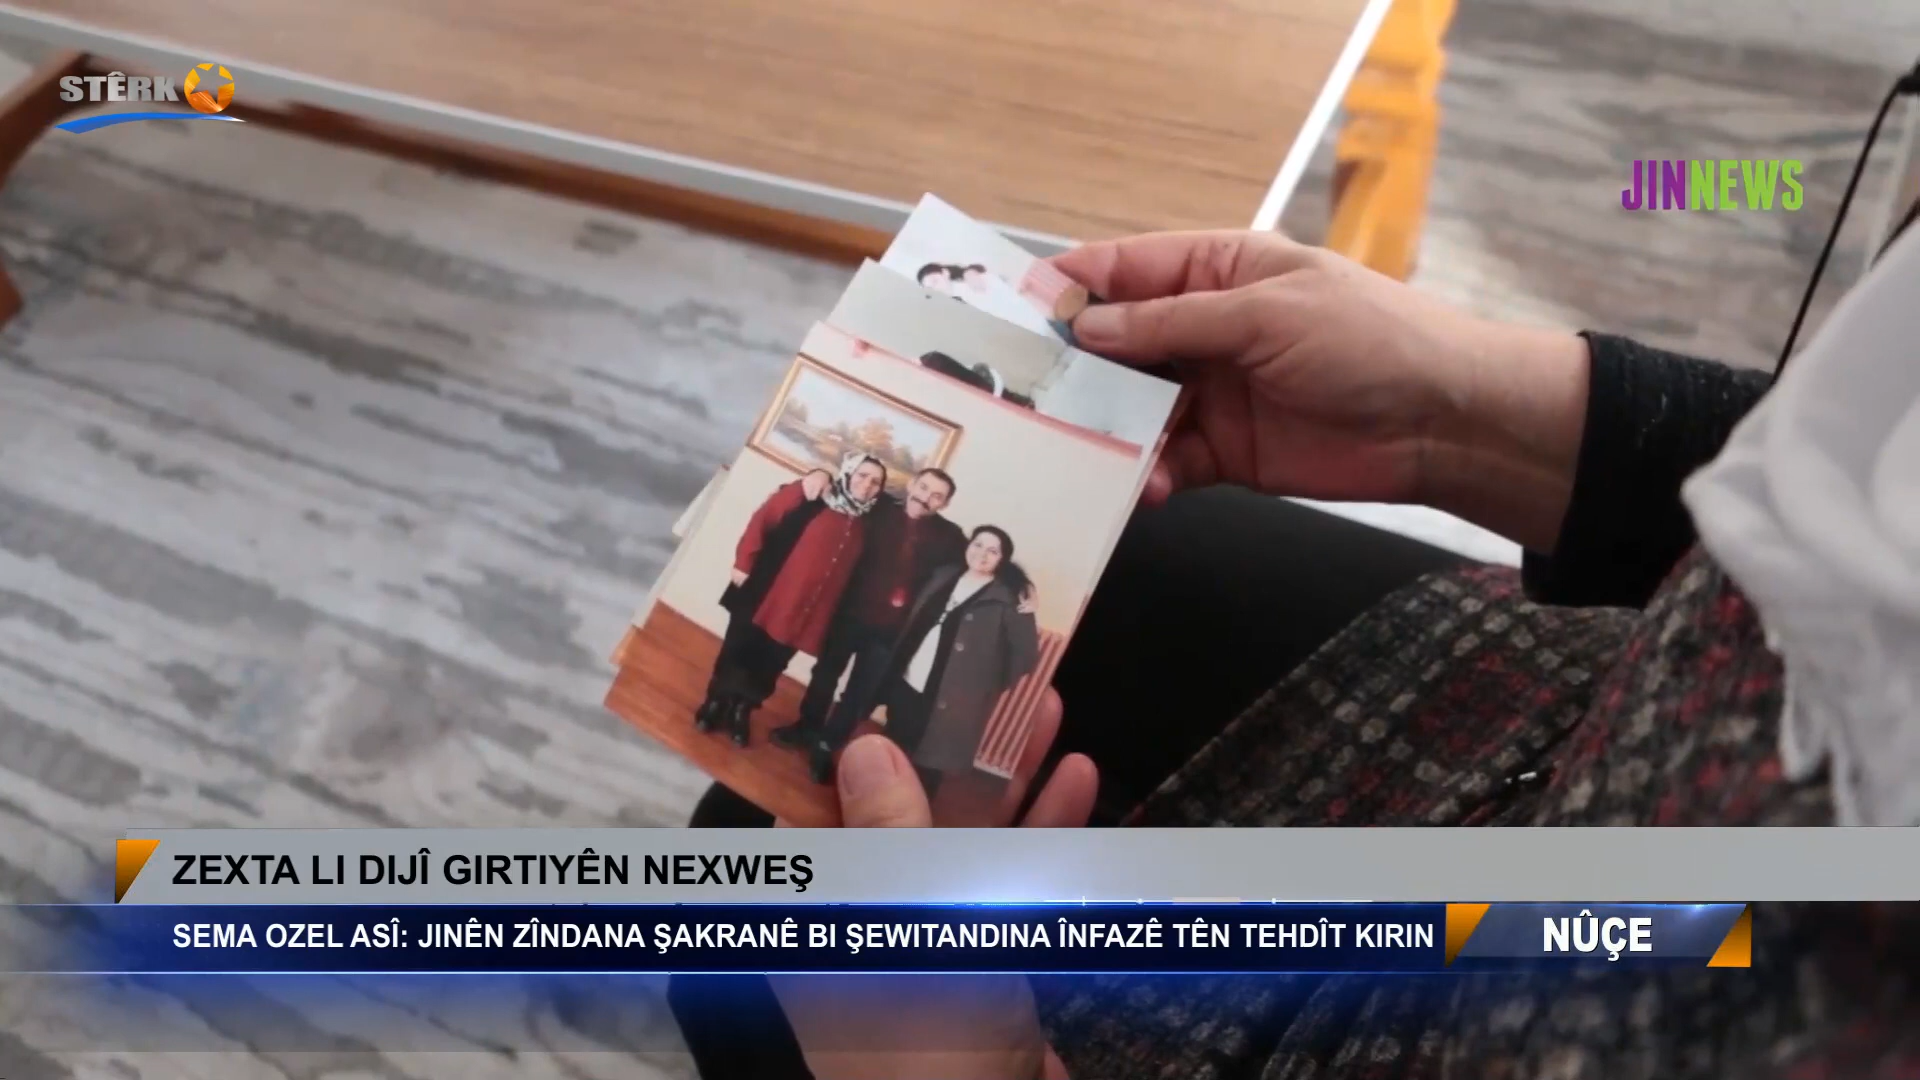 STÊRK
JINNEWS
ZEXTA LI DIJÎ GIRTIYÊN NEXWEŞ
SEMA OZEL ASÎ: JINÊN ZÎNDANA ŞAKRANÊ BI ŞEWITANDINA ÎNFAZÊ TÊN TEHDÎT KIRIN
NÛÇE